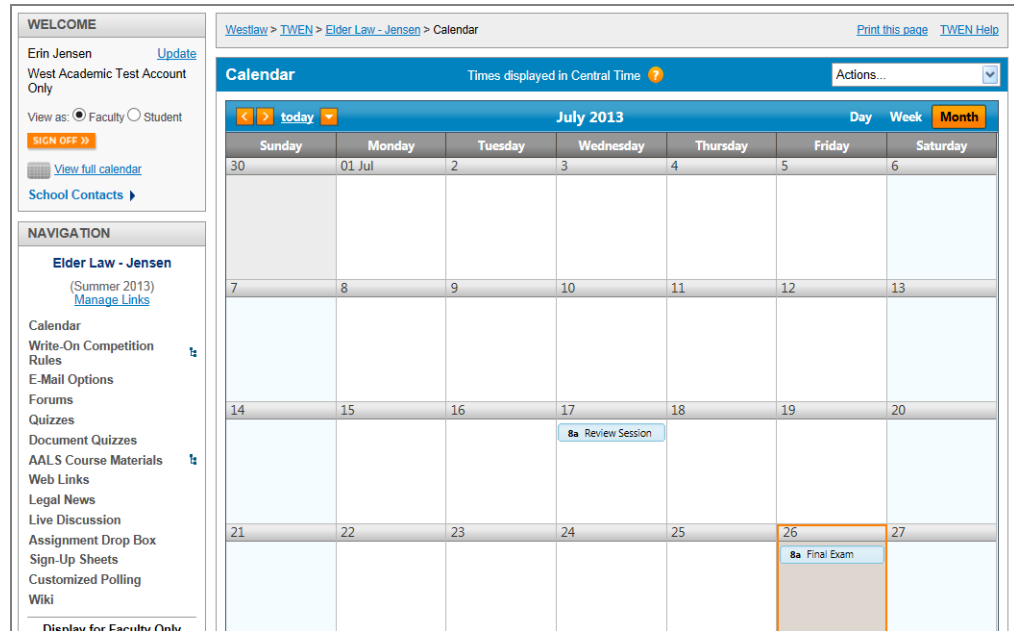 WELCOME
Erin Jensen Update
West Academic Test Account
Only
View as: Faculty Student
SIGN OFF »
View full calendar
School Contacts
NAVIGATION
Elder Law - Jensen
(Summer 2013)
Manage Links
Calendar
Write-On Competition
Rules
E-Mail Options
Forums
Quizzes
Document Quizzes
AALS Course Materials
Web Links
Legal News
Live Discussion
Assignment Drop Box
Sign-Up Sheets
Customized Polling
Wiki
Display for Faculty Only
Westlaw > TWEN > Elder Law - Jensen > Calendar Print this page TWEN Help
Calendar Times displayed in Central Time ? Actions...
< > today July 2013 Day Week Month
Sunday Monday Tuesday Wednesday Thursday Friday Saturday
30 01 Jul 2 3 4 5 6
7 8 9 10 11 12 13
14 15 16 17 18 19 20
8a Review Session
21 22 23 24 25 26 27
8a Final Exam